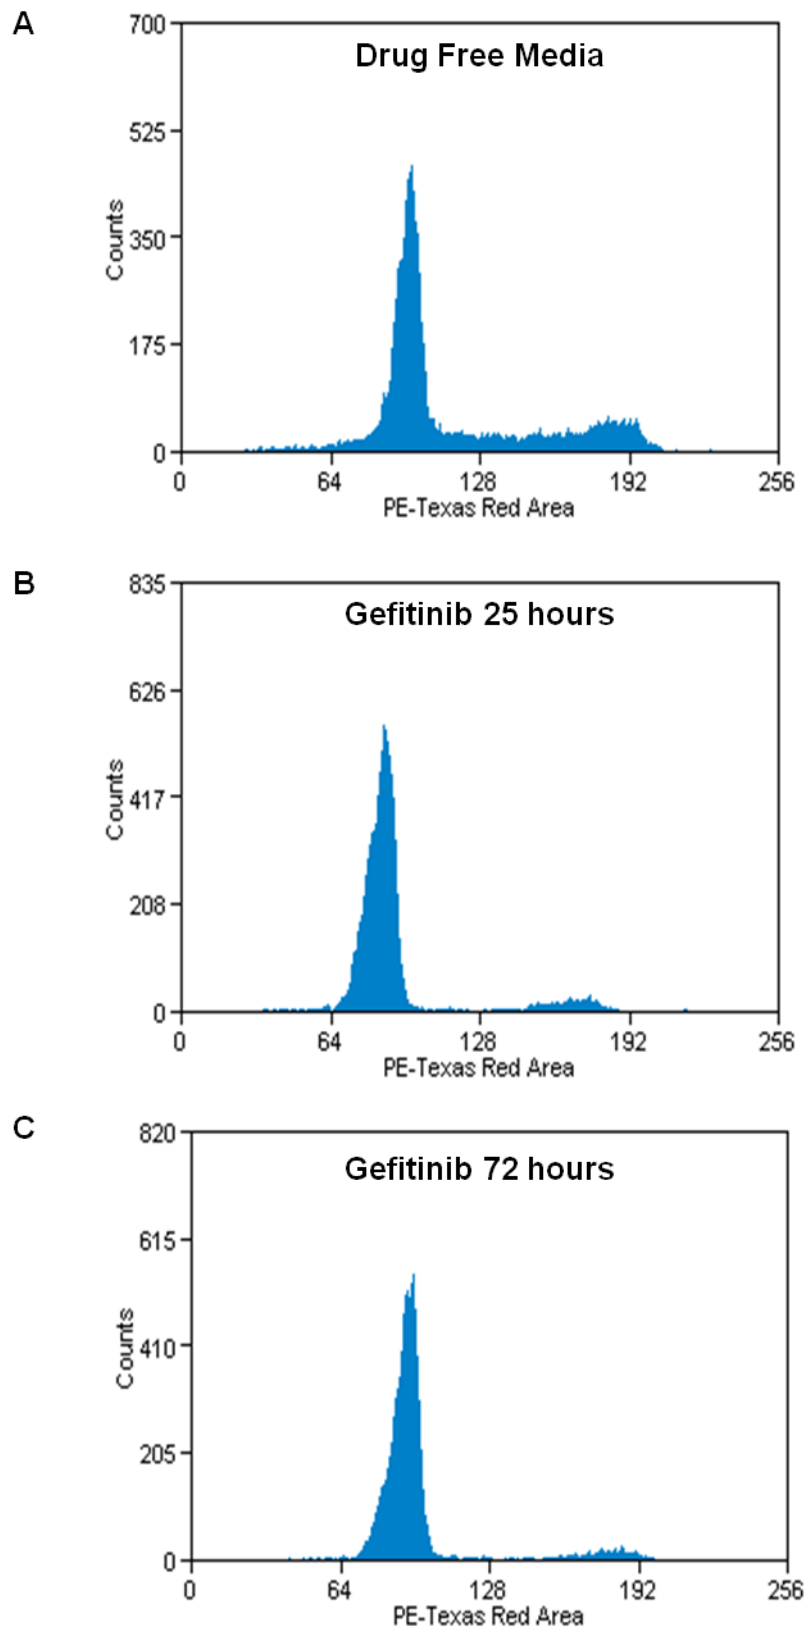 A
Drug Free Media
700
525
350
175
0
Counts
0 64 128 192 256
PE-Texas Red Area
B
Gefitinib 25 hours
835
626
417
208
0
Counts
0 64 128 192 256
PE-Texas Red Area
C
Gefitinib 72 hours
820
615
410
205
0
Counts
0 64 128 192 256
PE-Texas Red Area